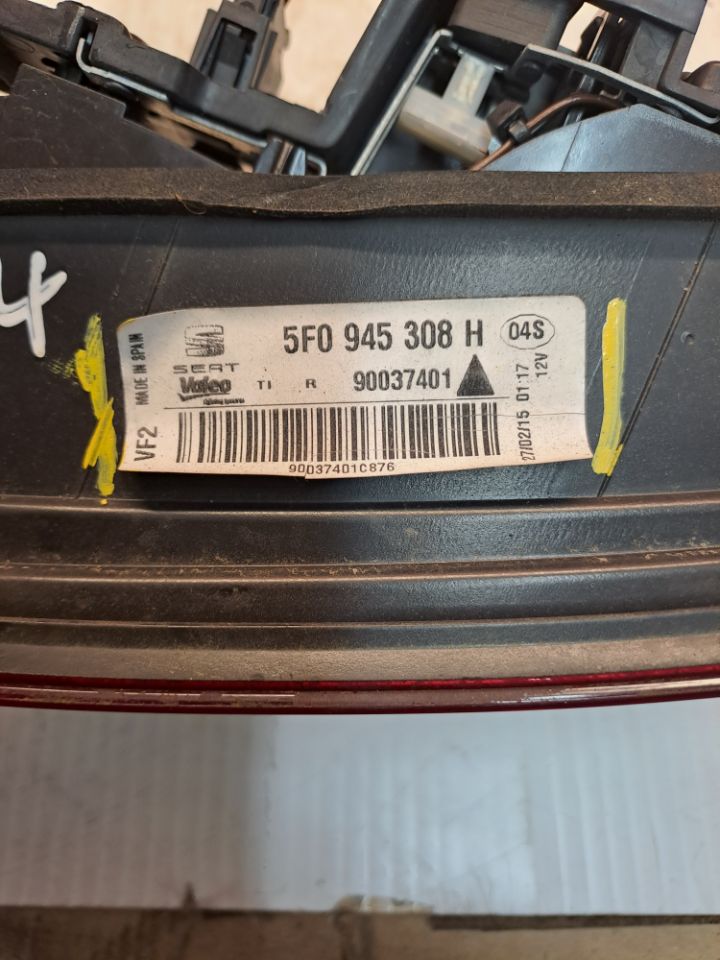 4
MADE IN SPAIN
VF2
SEAT
Valeo
5F0 945 308 H
04S
TI R 90037401
90037401C876
27/02/15 01:17
12V